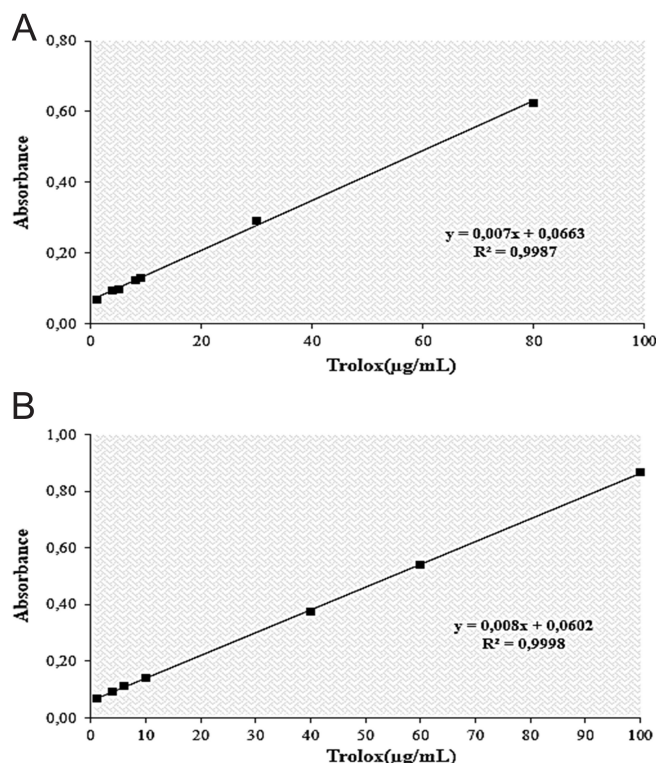 A
0,80
0,60
0,40
0,20
0,00
Absorbance
y = 0,007x + 0,0663
R² = 0,9987
0 20 40 60 80 100
Trolox(µg/mL)
B
1,00
0,80
0,60
0,40
0,20
0,00
Absorbance
y = 0,008x + 0,0602
R² = 0,9998
0 10 20 30 40 50 60 70 80 90 100
Trolox(µg/mL)